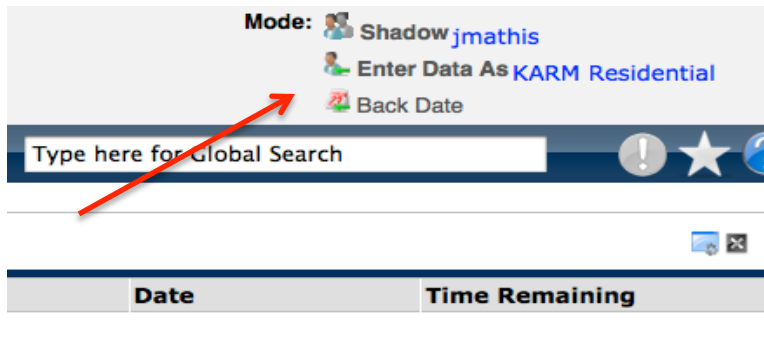 Mode: Shadow jmathis
Enter Data As KARM Residential
Back Date
Type here for Global Search
Date Time Remaining